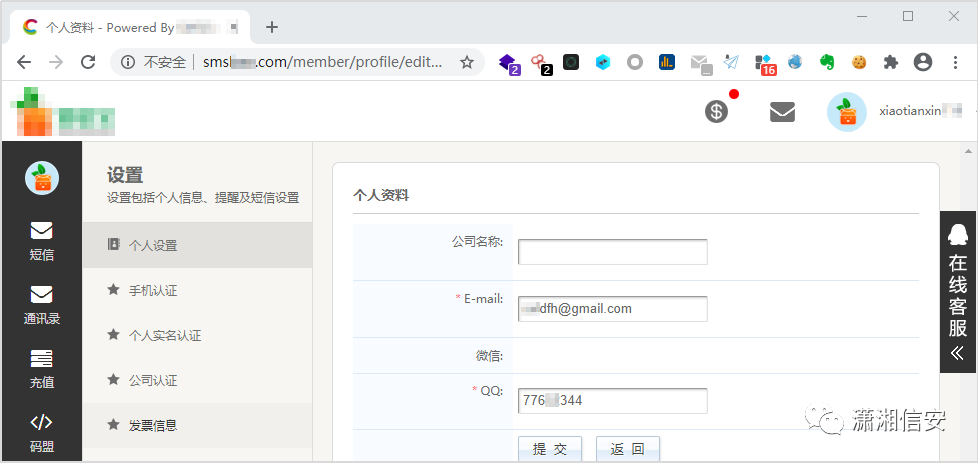 个人资料 - Powered By
不安全 | sms .com/member/profile/edit...
2
2
16
xiaotianxin
设置
设置包括个人信息、提醒及短信设置
个人设置
手机认证
个人实名认证
公司认证
发票信息
短信
通讯录
充值
码盟
个人资料
公司名称:
* E-mail:
dfh@gmail.com
微信:
* QQ:
776 344
提 交
返 回
在线客服
潇湘信安